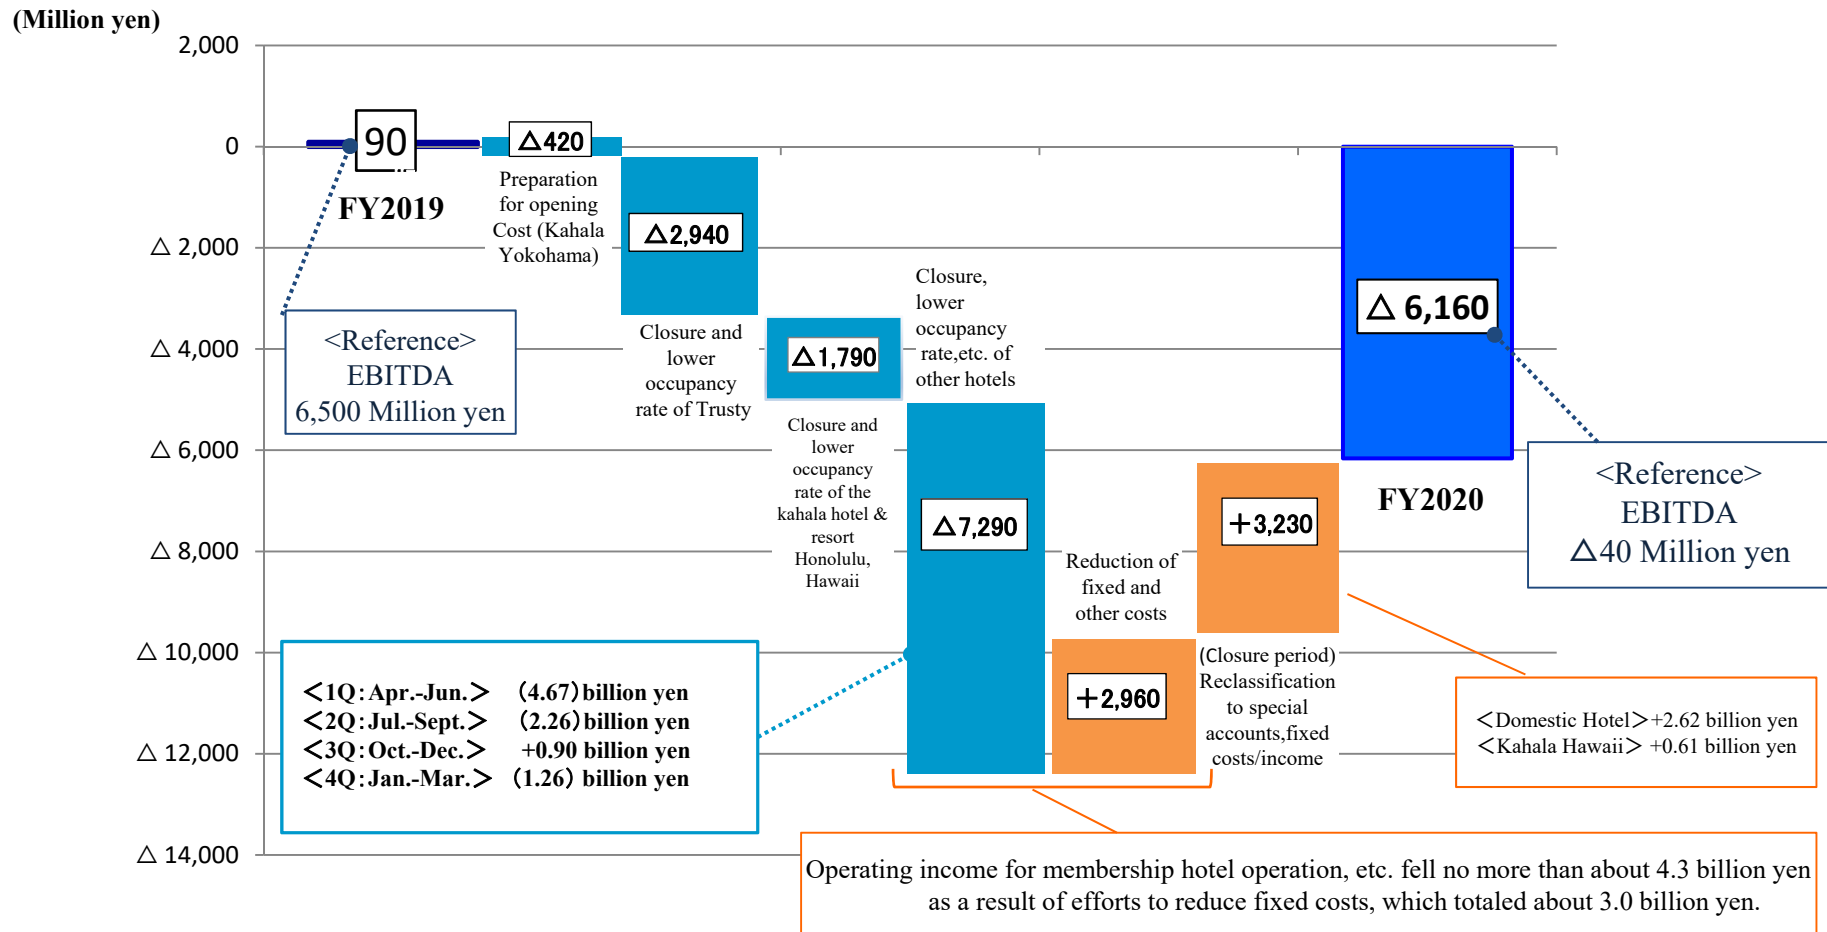 (Million yen)
2,000
0
△ 2,000
△ 4,000
△ 6,000
△ 8,000
△ 10,000
△ 12,000
△ 14,000
90
FY2019
<Reference>
EBITDA
6,500 Million yen
△420
Preparation
for opening
Cost (Kahala
Yokohama)
△2,940
Closure and
lower
occupancy
rate of Trusty
△1,790
Closure and
lower
occupancy
rate of the
kahala hotel &
resort
Honolulu,
Hawaii
Closure,
lower
occupancy
rate,etc. of
other hotels
△7,290
<1Q:Apr.-Jun.> (4.67)billion yen
<2Q:Jul.-Sept.> (2.26)billion yen
<3Q:Oct.-Dec.> +0.90 billion yen
<4Q:Jan.-Mar.> (1.26) billion yen
Reduction of
fixed and
other costs
+2,960
+3,230
(Closure period)
Reclassification
to special
accounts,fixed
costs/income
△ 6,160
FY2020
<Reference>
EBITDA
△40 Million yen
<Domestic Hotel>+2.62 billion yen
<Kahala Hawaii> +0.61 billion yen
Operating income for membership hotel operation, etc. fell no more than about 4.3 billion yen
as a result of efforts to reduce fixed costs, which totaled about 3.0 billion yen.